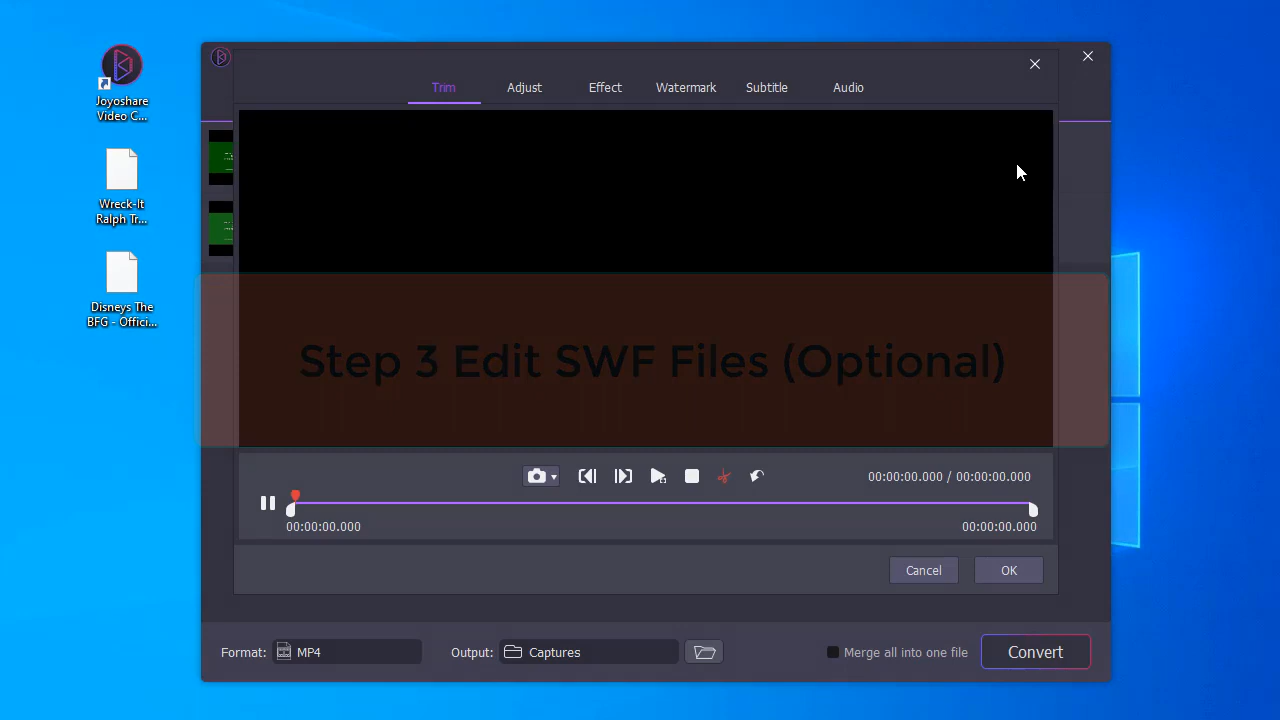 Joyoshare
Video C...
Wreck-It
Ralph Tr...
Disneys The
BFG - Offici...
Trim
Adjust
Effect
Watermark
Subtitle
Audio
Step 3 Edit SWF Files (Optional)
00:00:00.000 / 00:00:00.000
00:00:00.000
00:00:00.000
Cancel
OK
Format:
MP4
Output:
Captures
Merge all into one file
Convert